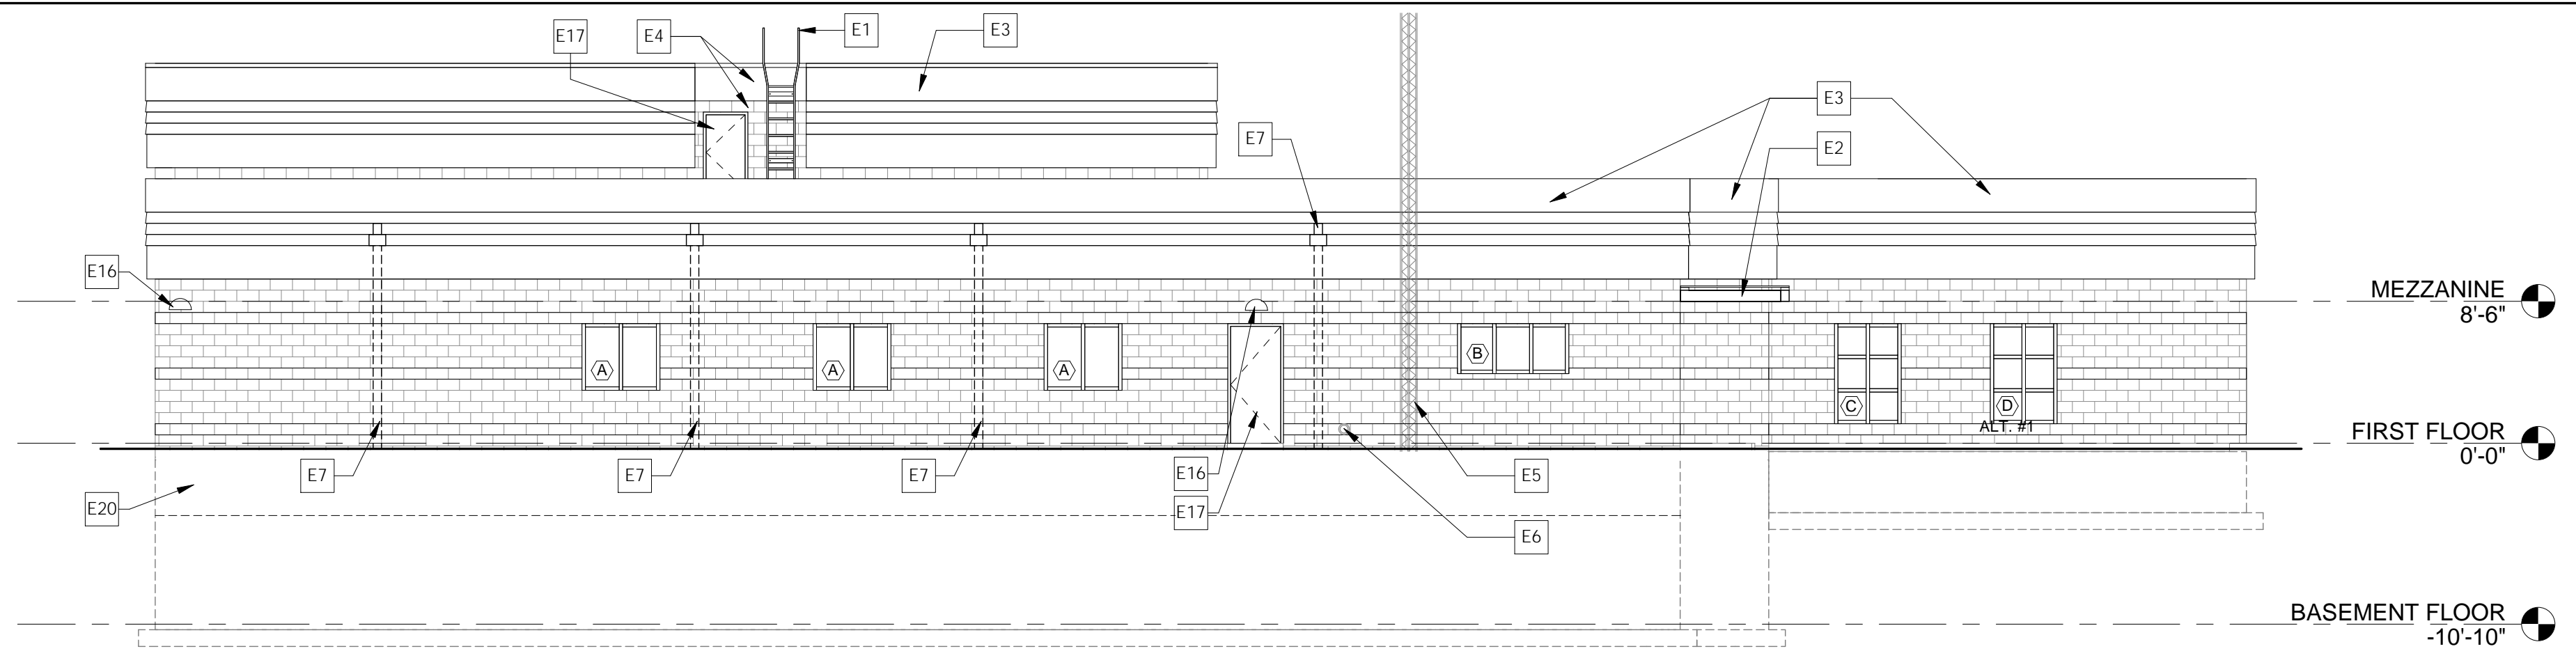 E17
E4
E1
E3
E3
E7
E2
E16
MEZZANINE
8'-6"
A
A
A
B
C
D
ALT. #1
FIRST FLOOR
0'-0"
E7
E7
E7
E16
E5
E20
E17
E6
BASEMENT FLOOR
-10'-10"